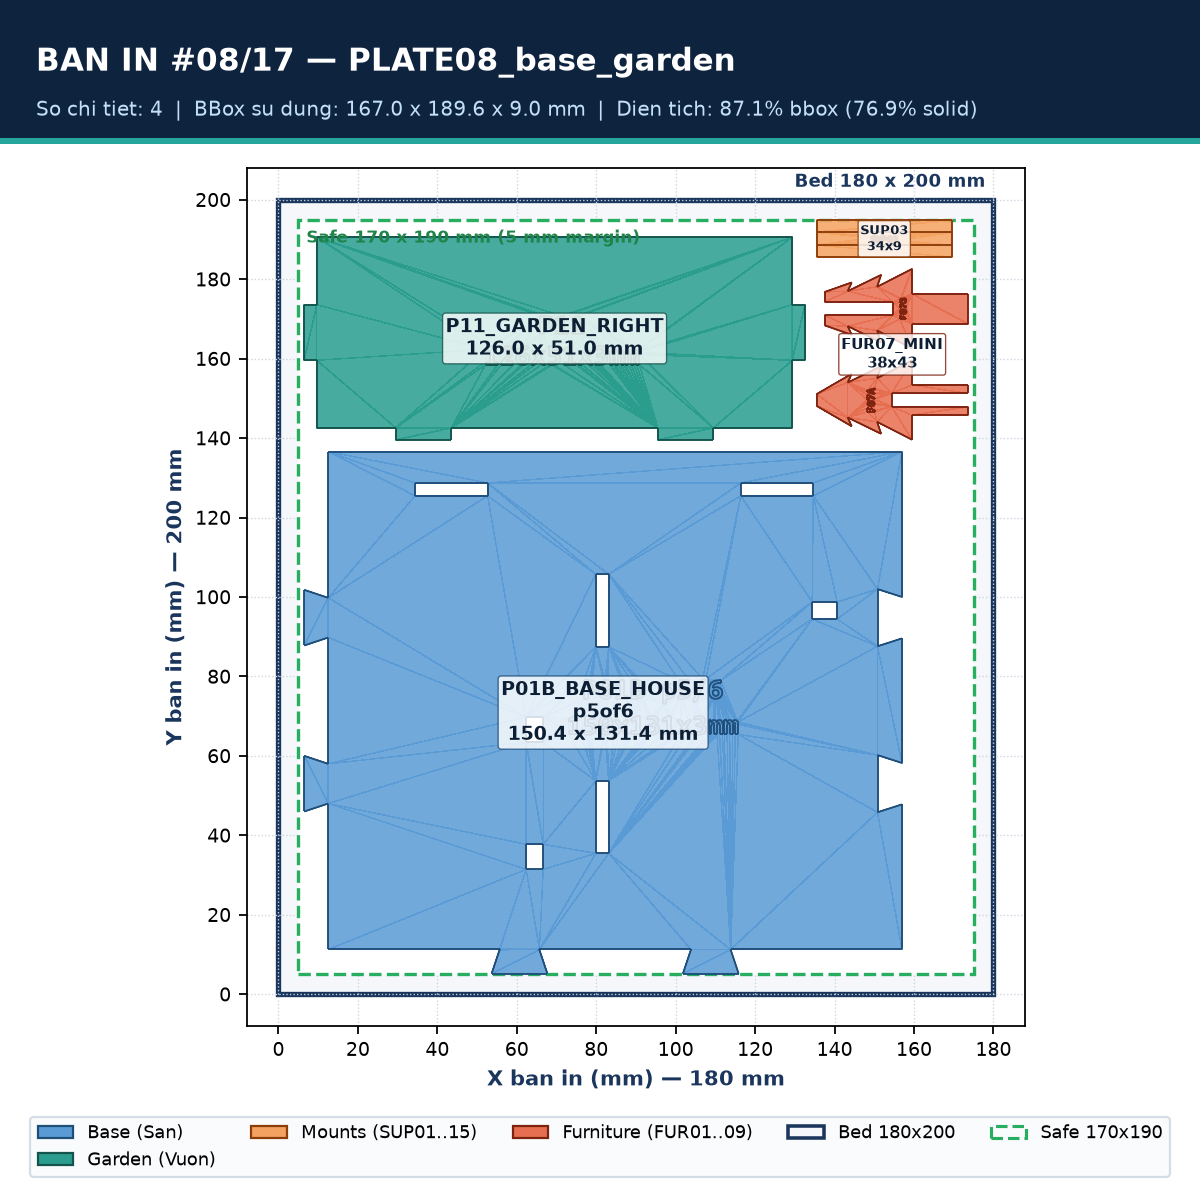 BAN IN #08/17 — PLATE08_base_garden
So chi tiet: 4 | BBox su dung: 167.0 x 189.6 x 9.0 mm | Dien tich: 87.1% bbox (76.9% solid)
Bed 180 x 200 mm
Safe 170 x 190 mm (5 mm margin)
SUP03
34x9
P11_GARDEN_RIGHT
126.0 x 51.0 mm
FUR07_MINI
38x43
P01B_BASE_HOUSE
p5of6
150.4 x 131.4 mm
200
180
160
140
120
100
80
60
40
20
0
Y ban in (mm) — 200 mm
0 20 40 60 80 100 120 140 160 180
X ban in (mm) — 180 mm
Base (San)
Garden (Vuon)
Mounts (SUP01..15)
Furniture (FUR01..09)
Bed 180x200
Safe 170x190